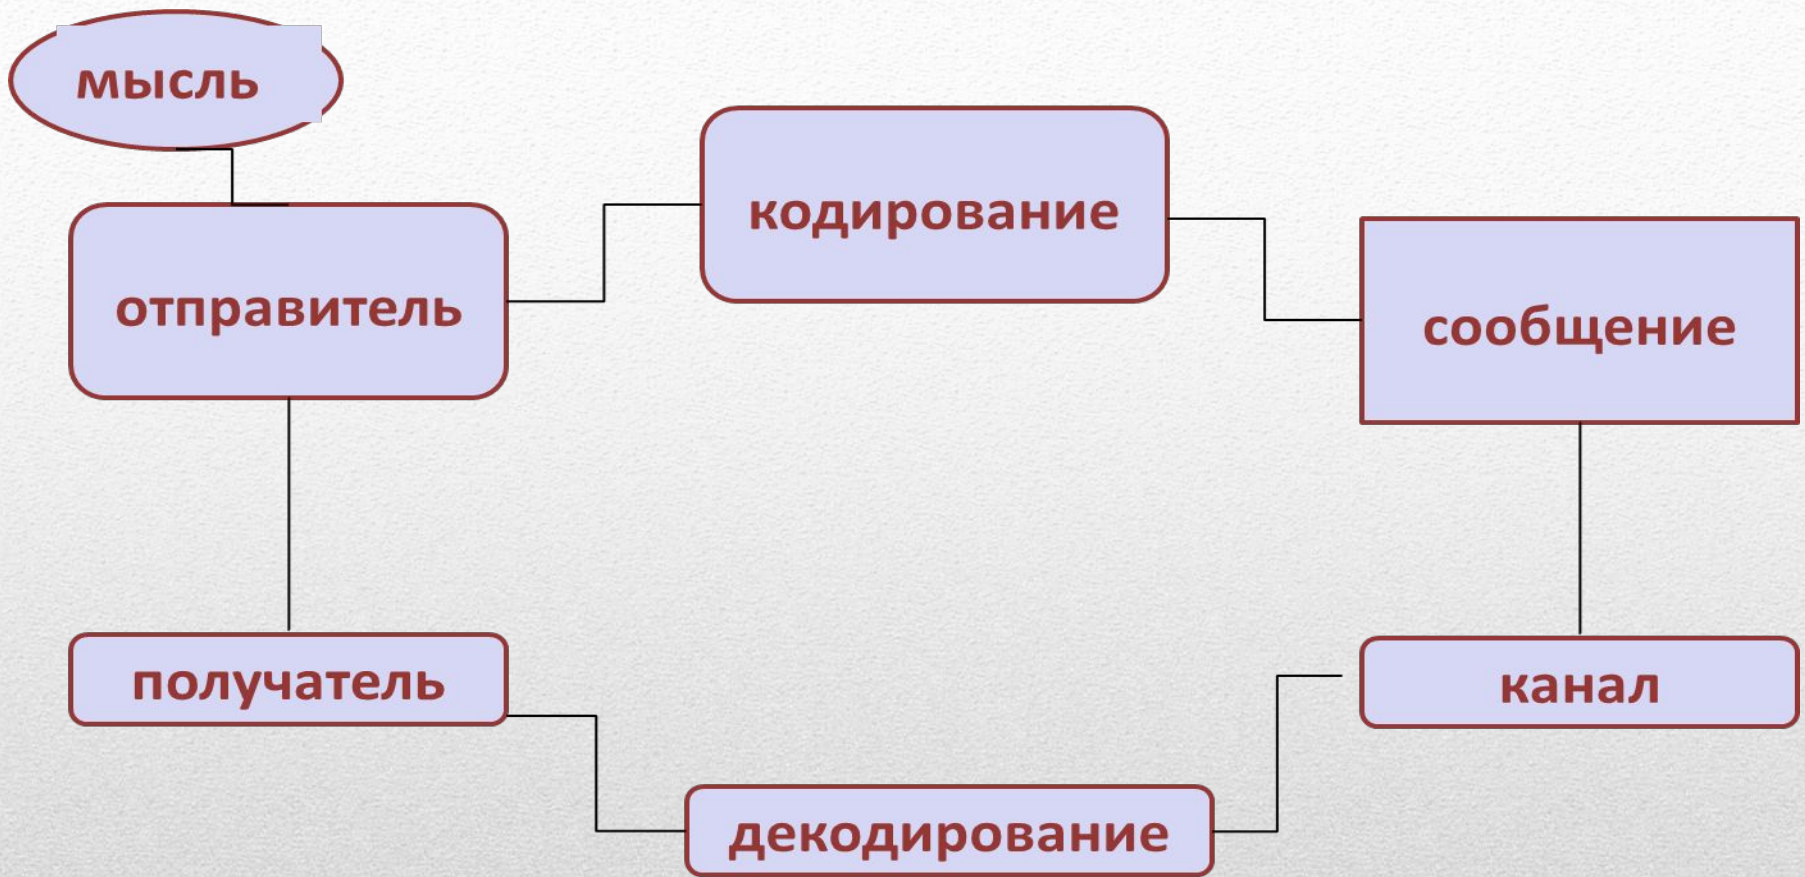 мысль
кодирование
отправитель
сообщение
получатель
канал
декодирование